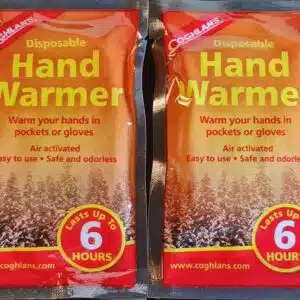 COGHLANS
Disposable
Hand
Warmer
Warm your hands in
pockets or gloves
Air activated
Easy to use • Safe and odorless
Lasts Up To
6
HOURS
www.coghlans.com
COGHLANS
Disposable
Hand
Warmer
Warm your hands in
pockets or gloves
Air activated
Easy to use • Safe and odorless
Lasts Up To
6
HOURS
www.coghlans.com